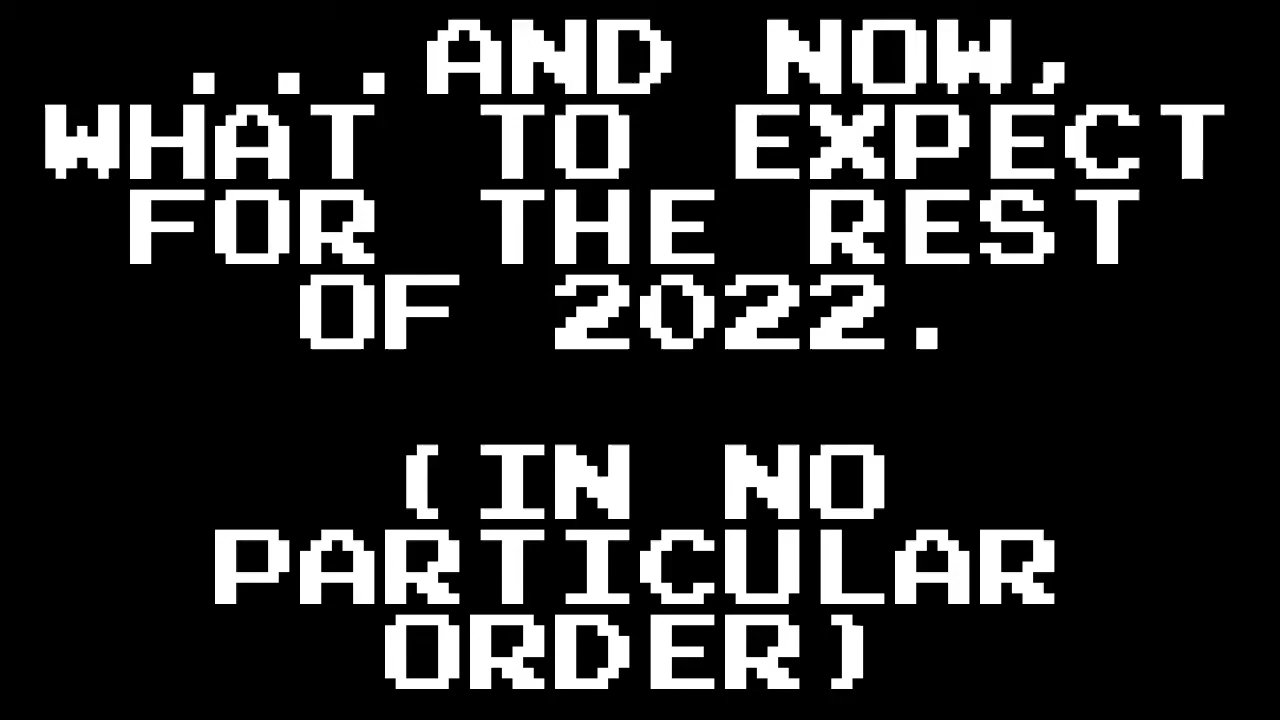 ...AND NOW,
WHAT TO EXPECT
FOR THE REST
OF 2022.
(IN NO
PARTICULAR
ORDER)